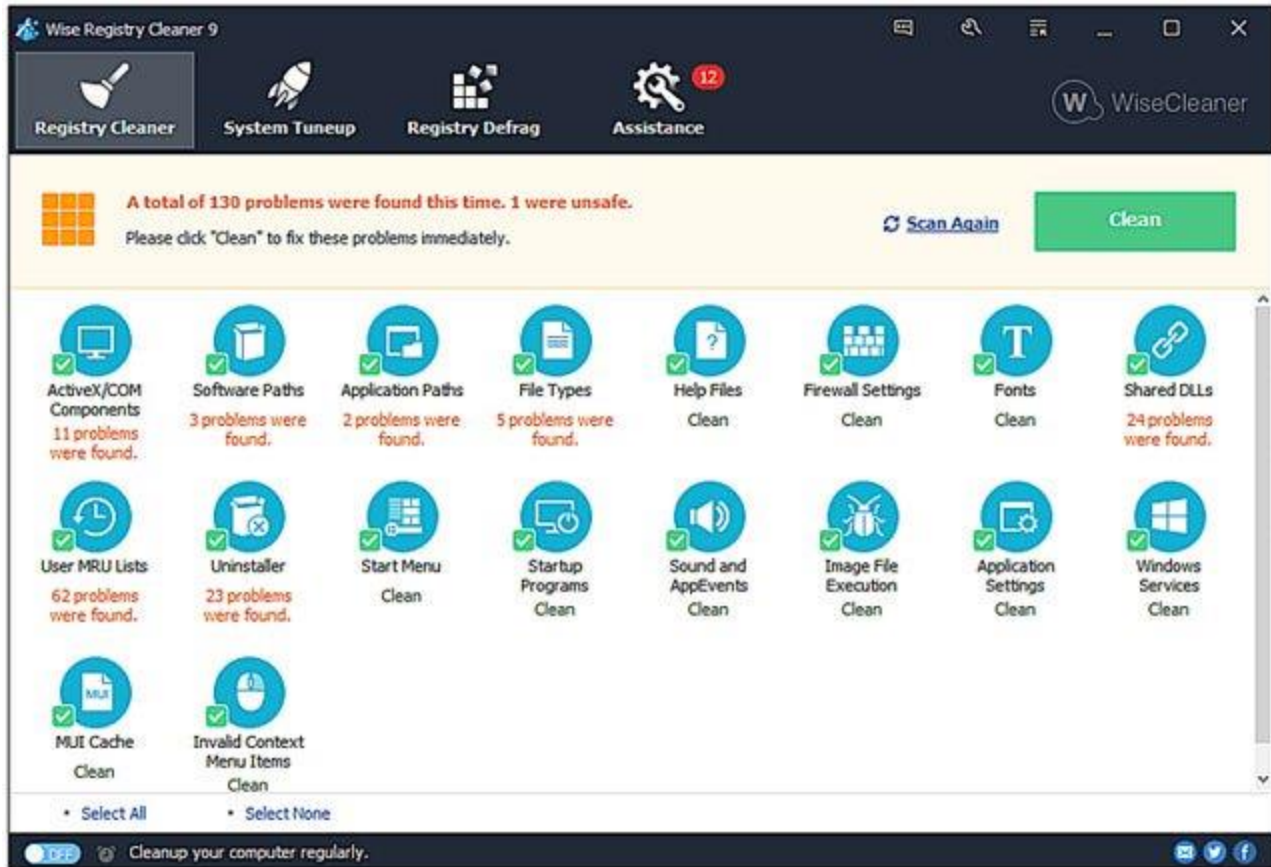 Wise Registry Cleaner 9
Registry Cleaner
System Tuneup
Registry Defrag
Assistance
12
W WiseCleaner
A total of 130 problems were found this time. 1 were unsafe.
Please click "Clean" to fix these problems immediately.
Scan Again
Clean
ActiveX/COM
Components
11 problems
were found.
Software Paths
3 problems were
found.
Application Paths
2 problems were
found.
File Types
5 problems were
found.
?
Help Files
Clean
Firewall Settings
Clean
T
Fonts
Clean
Shared DLLs
24 problems
were found.
User MRU Lists
62 problems
were found.
Uninstaller
23 problems
were found.
Start Menu
Clean
Startup
Programs
Clean
Sound and
AppEvents
Clean
Image File
Execution
Clean
Application
Settings
Clean
Windows
Services
Clean
MUI
MUI Cache
Clean
Invalid Context
Menu Items
Clean
• Select All
• Select None
OFF
Cleanup your computer regularly.